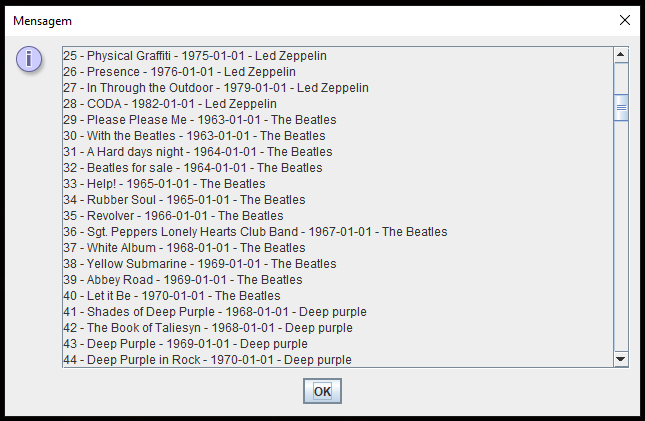 Mensagem
25 - Physical Graffiti - 1975-01-01 - Led Zeppelin
26 - Presence - 1976-01-01 - Led Zeppelin
27 - In Through the Outdoor - 1979-01-01 - Led Zeppelin
28 - CODA - 1982-01-01 - Led Zeppelin
29 - Please Please Me - 1963-01-01 - The Beatles
30 - With the Beatles - 1963-01-01 - The Beatles
31 - A Hard days night - 1964-01-01 - The Beatles
32 - Beatles for sale - 1964-01-01 - The Beatles
33 - Help! - 1965-01-01 - The Beatles
34 - Rubber Soul - 1965-01-01 - The Beatles
35 - Revolver - 1966-01-01 - The Beatles
36 - Sgt. Peppers Lonely Hearts Club Band - 1967-01-01 - The Beatles
37 - White Album - 1968-01-01 - The Beatles
38 - Yellow Submarine - 1969-01-01 - The Beatles
39 - Abbey Road - 1969-01-01 - The Beatles
40 - Let it Be - 1970-01-01 - The Beatles
41 - Shades of Deep Purple - 1968-01-01 - Deep purple
42 - The Book of Taliesyn - 1968-01-01 - Deep purple
43 - Deep Purple - 1969-01-01 - Deep purple
44 - Deep Purple in Rock - 1970-01-01 - Deep purple
OK